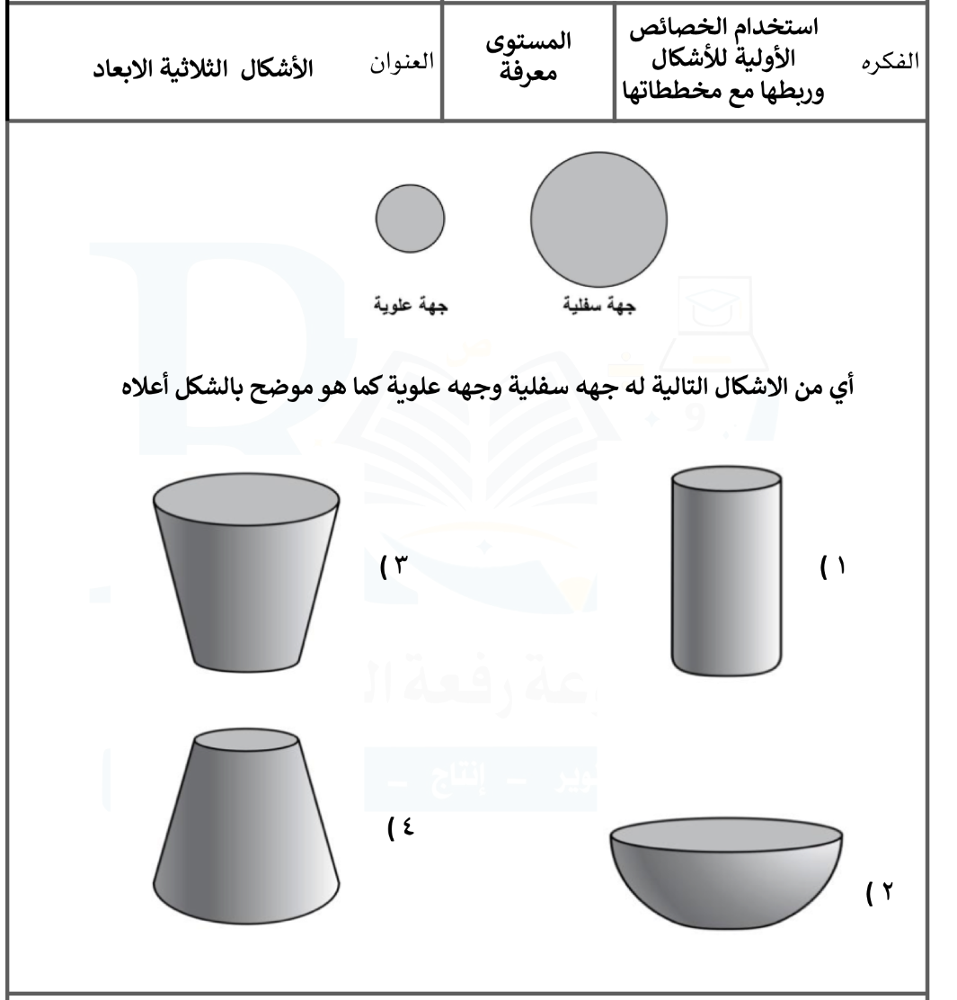 الفكره
استخدام الخصائص
الأولية للأشكال
وربطها مع مخططاتها
المستوى
معرفة
العنوان
الأشكال الثلاثية الابعاد
جهة سفلية
جهة علوية
أي من الاشكال التالية له جهه سفلية وجهه علوية كما هو موضح بالشكل أعلاه
١ )
٣ )
٢ )
٤ )